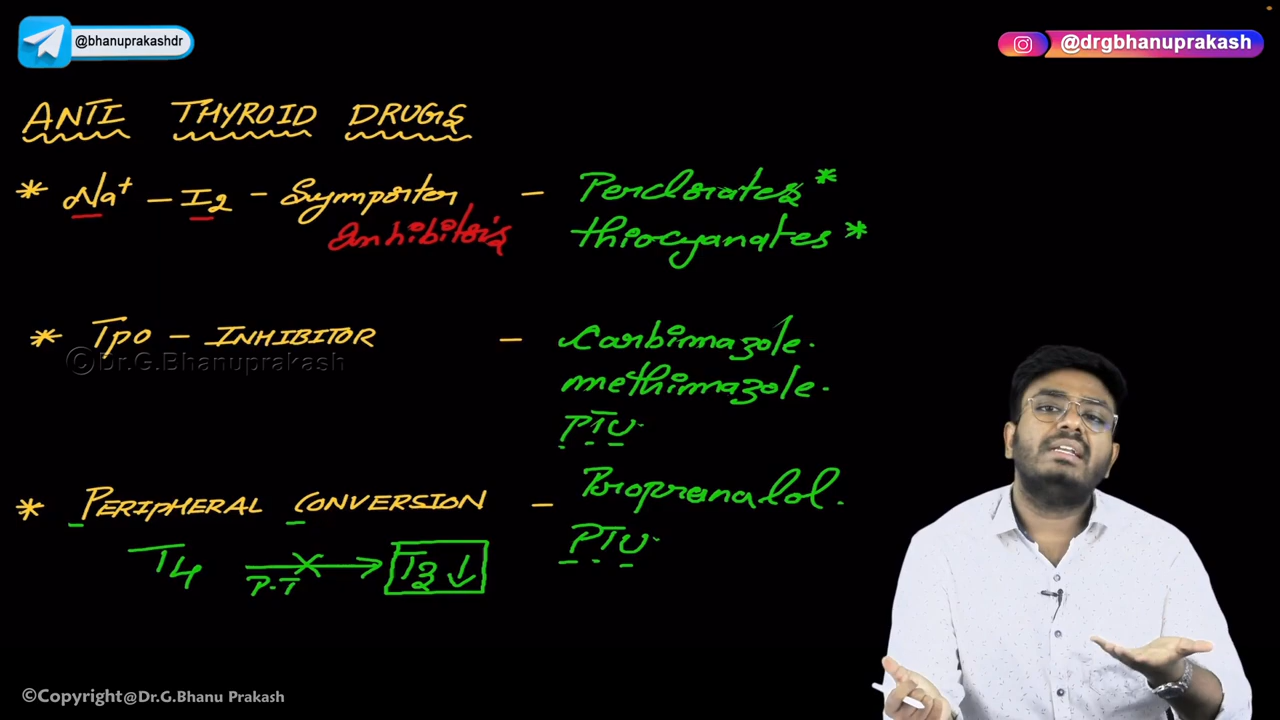 @bhanuprakashdr
@drgbhanuprakash
ANTI THYROID DRUGS
* Na+ - I2 - Symporter - Perchlorates *
Inhibitors thiocyanates *
* TPO - INHIBITOR - Carbimazole.
©Dr.G.Bhanuprakash
methimazole.
PTU.
* PERIPHERAL CONVERSION - Propranalol.
T4 P.T T3 ↓ PTU.
©Copyright@Dr.G.Bhanu Prakash